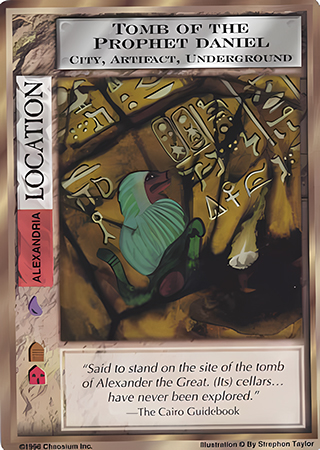 TOMB OF THE
PROPHET DANIEL
CITY, ARTIFACT, UNDERGROUND
LOCATION
ALEXANDRIA
"Said to stand on the site of the tomb
of Alexander the Great. (Its) cellars...
have never been explored."
—The Cairo Guidebook
©1996 Chaosium Inc.
Illustration © By Strephon Taylor